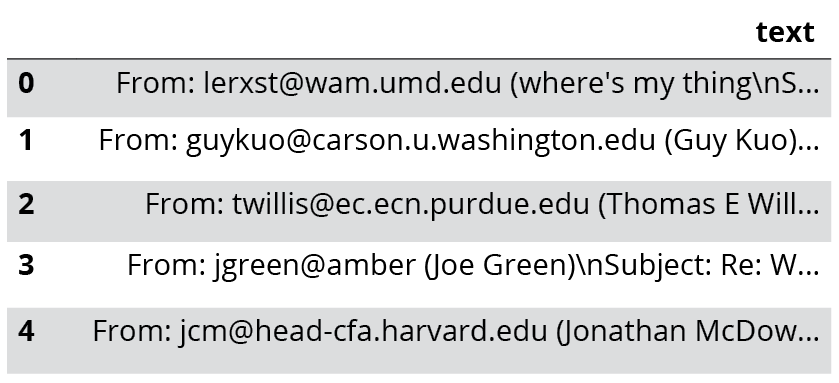 text
0 From: lerxst@wam.umd.edu (where's my thing\nS...
1 From: guykuo@carson.u.washington.edu (Guy Kuo)...
2 From: twillis@ec.ecn.purdue.edu (Thomas E Will...
3 From: jgreen@amber (Joe Green)\nSubject: Re: W...
4 From: jcm@head-cfa.harvard.edu (Jonathan McDow...